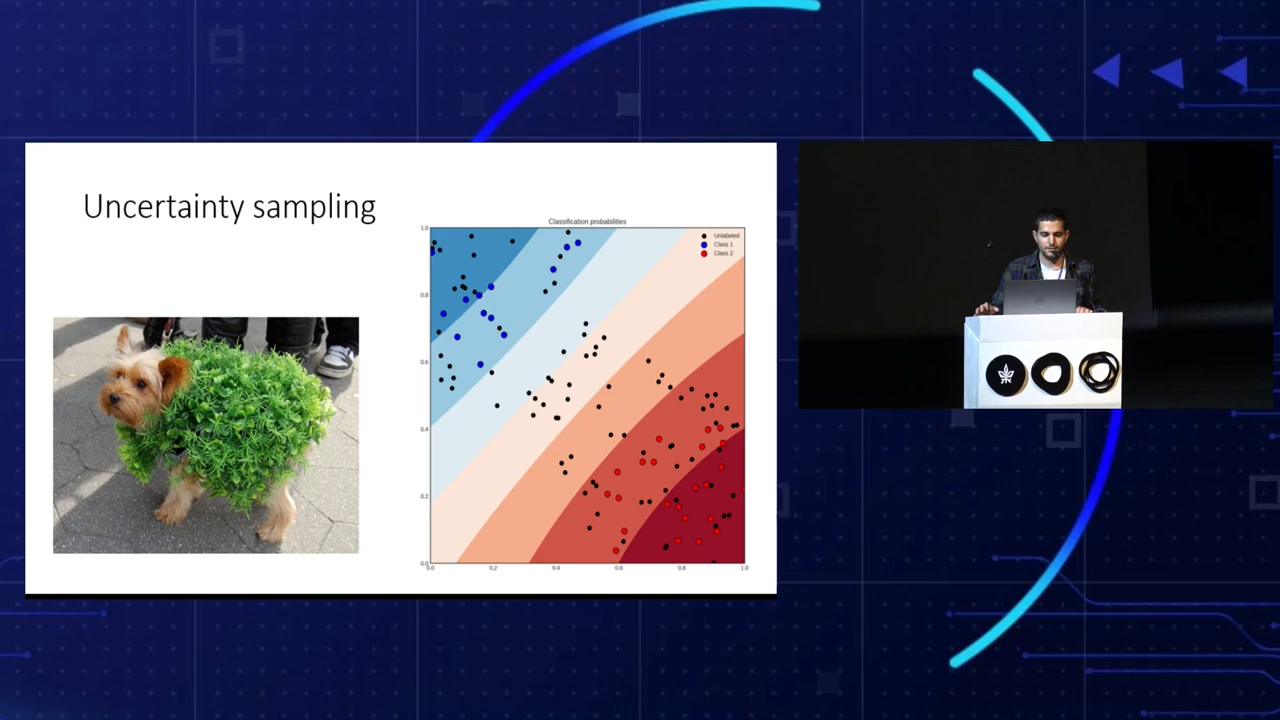 Uncertainty sampling
Classification probabilities
Unlabeled
Class 1
Class 2
1.0
0.8
0.6
0.4
0.2
0.0
0.0
0.2
0.4
0.6
0.8
1.0